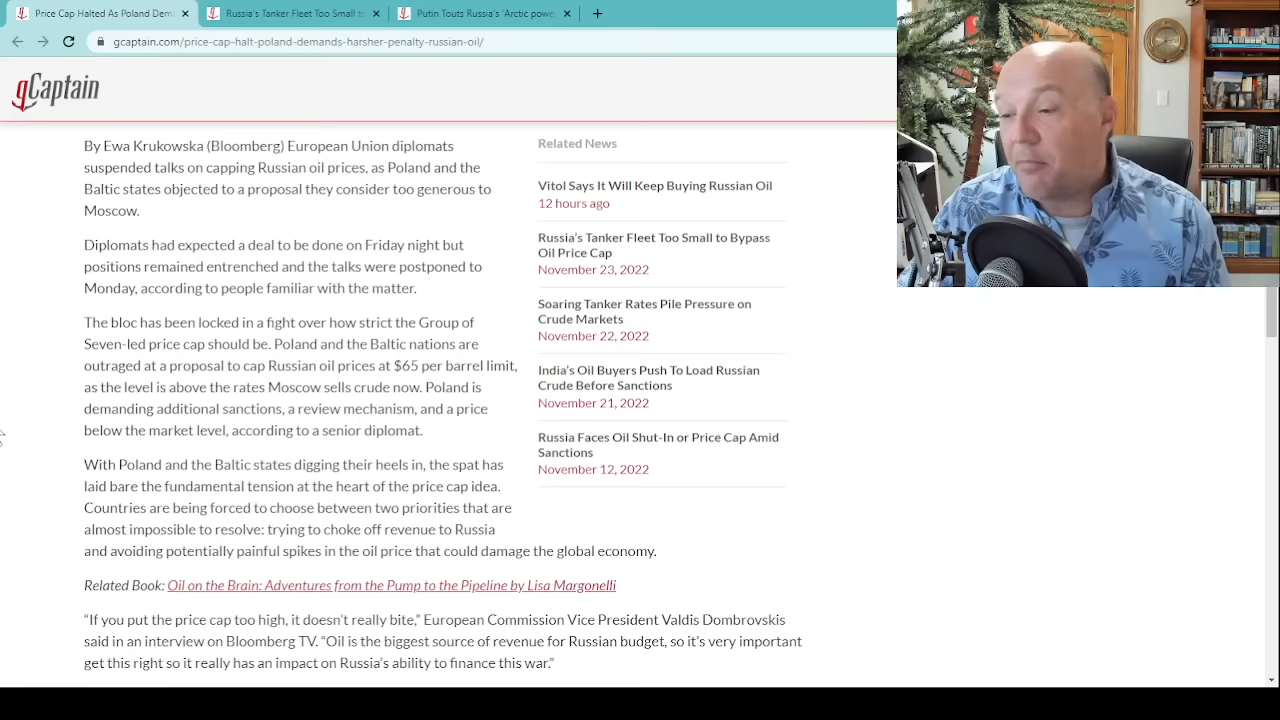 Price Cap Halted As Poland Dem
Russia's Tanker Fleet Too Small to
Putin Touts Russia's 'Arctic powe
gcaptain.com/price-cap-halt-poland-demands-harsher-penalty-russian-oil/
gCaptain
By Ewa Krukowska (Bloomberg) European Union diplomats
suspended talks on capping Russian oil prices, as Poland and the
Baltic states objected to a proposal they consider too generous to
Moscow.
Diplomats had expected a deal to be done on Friday night but
positions remained entrenched and the talks were postponed to
Monday, according to people familiar with the matter.
The bloc has been locked in a fight over how strict the Group of
Seven-led price cap should be. Poland and the Baltic nations are
outraged at a proposal to cap Russian oil prices at $65 per barrel limit,
as the level is above the rates Moscow sells crude now. Poland is
demanding additional sanctions, a review mechanism, and a price
below the market level, according to a senior diplomat.
With Poland and the Baltic states digging their heels in, the spat has
laid bare the fundamental tension at the heart of the price cap idea.
Countries are being forced to choose between two priorities that are
almost impossible to resolve: trying to choke off revenue to Russia
and avoiding potentially painful spikes in the oil price that could damage the global economy.
Related Book: Oil on the Brain: Adventures from the Pump to the Pipeline by Lisa Margonelli
“If you put the price cap too high, it doesn’t really bite,” European Commission Vice President Valdis Dombrovskis
said in an interview on Bloomberg TV. “Oil is the biggest source of revenue for Russian budget, so it’s very important
get this right so it really has an impact on Russia’s ability to finance this war.”
Related News
Vitol Says It Will Keep Buying Russian Oil
12 hours ago
Russia’s Tanker Fleet Too Small to Bypass
Oil Price Cap
November 23, 2022
Soaring Tanker Rates Pile Pressure on
Crude Markets
November 22, 2022
India’s Oil Buyers Push To Load Russian
Crude Before Sanctions
November 21, 2022
Russia Faces Oil Shut-In or Price Cap Amid
Sanctions
November 12, 2022